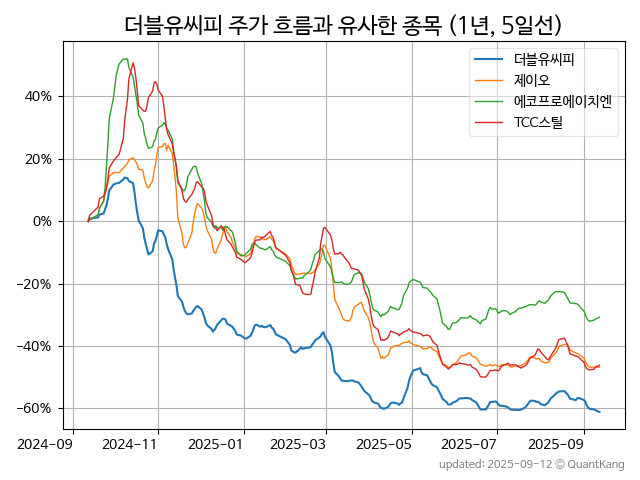 더블유씨피 주가 흐름과 유사한 종목 (1년, 5일선)
더블유씨피
제이오
에코프로에이치엔
TCC스틸
40%
20%
0%
−20%
−40%
−60%
2024-09
2024-11
2025-01
2025-03
2025-05
2025-07
2025-09
updated: 2025-09-12 © QuantKang